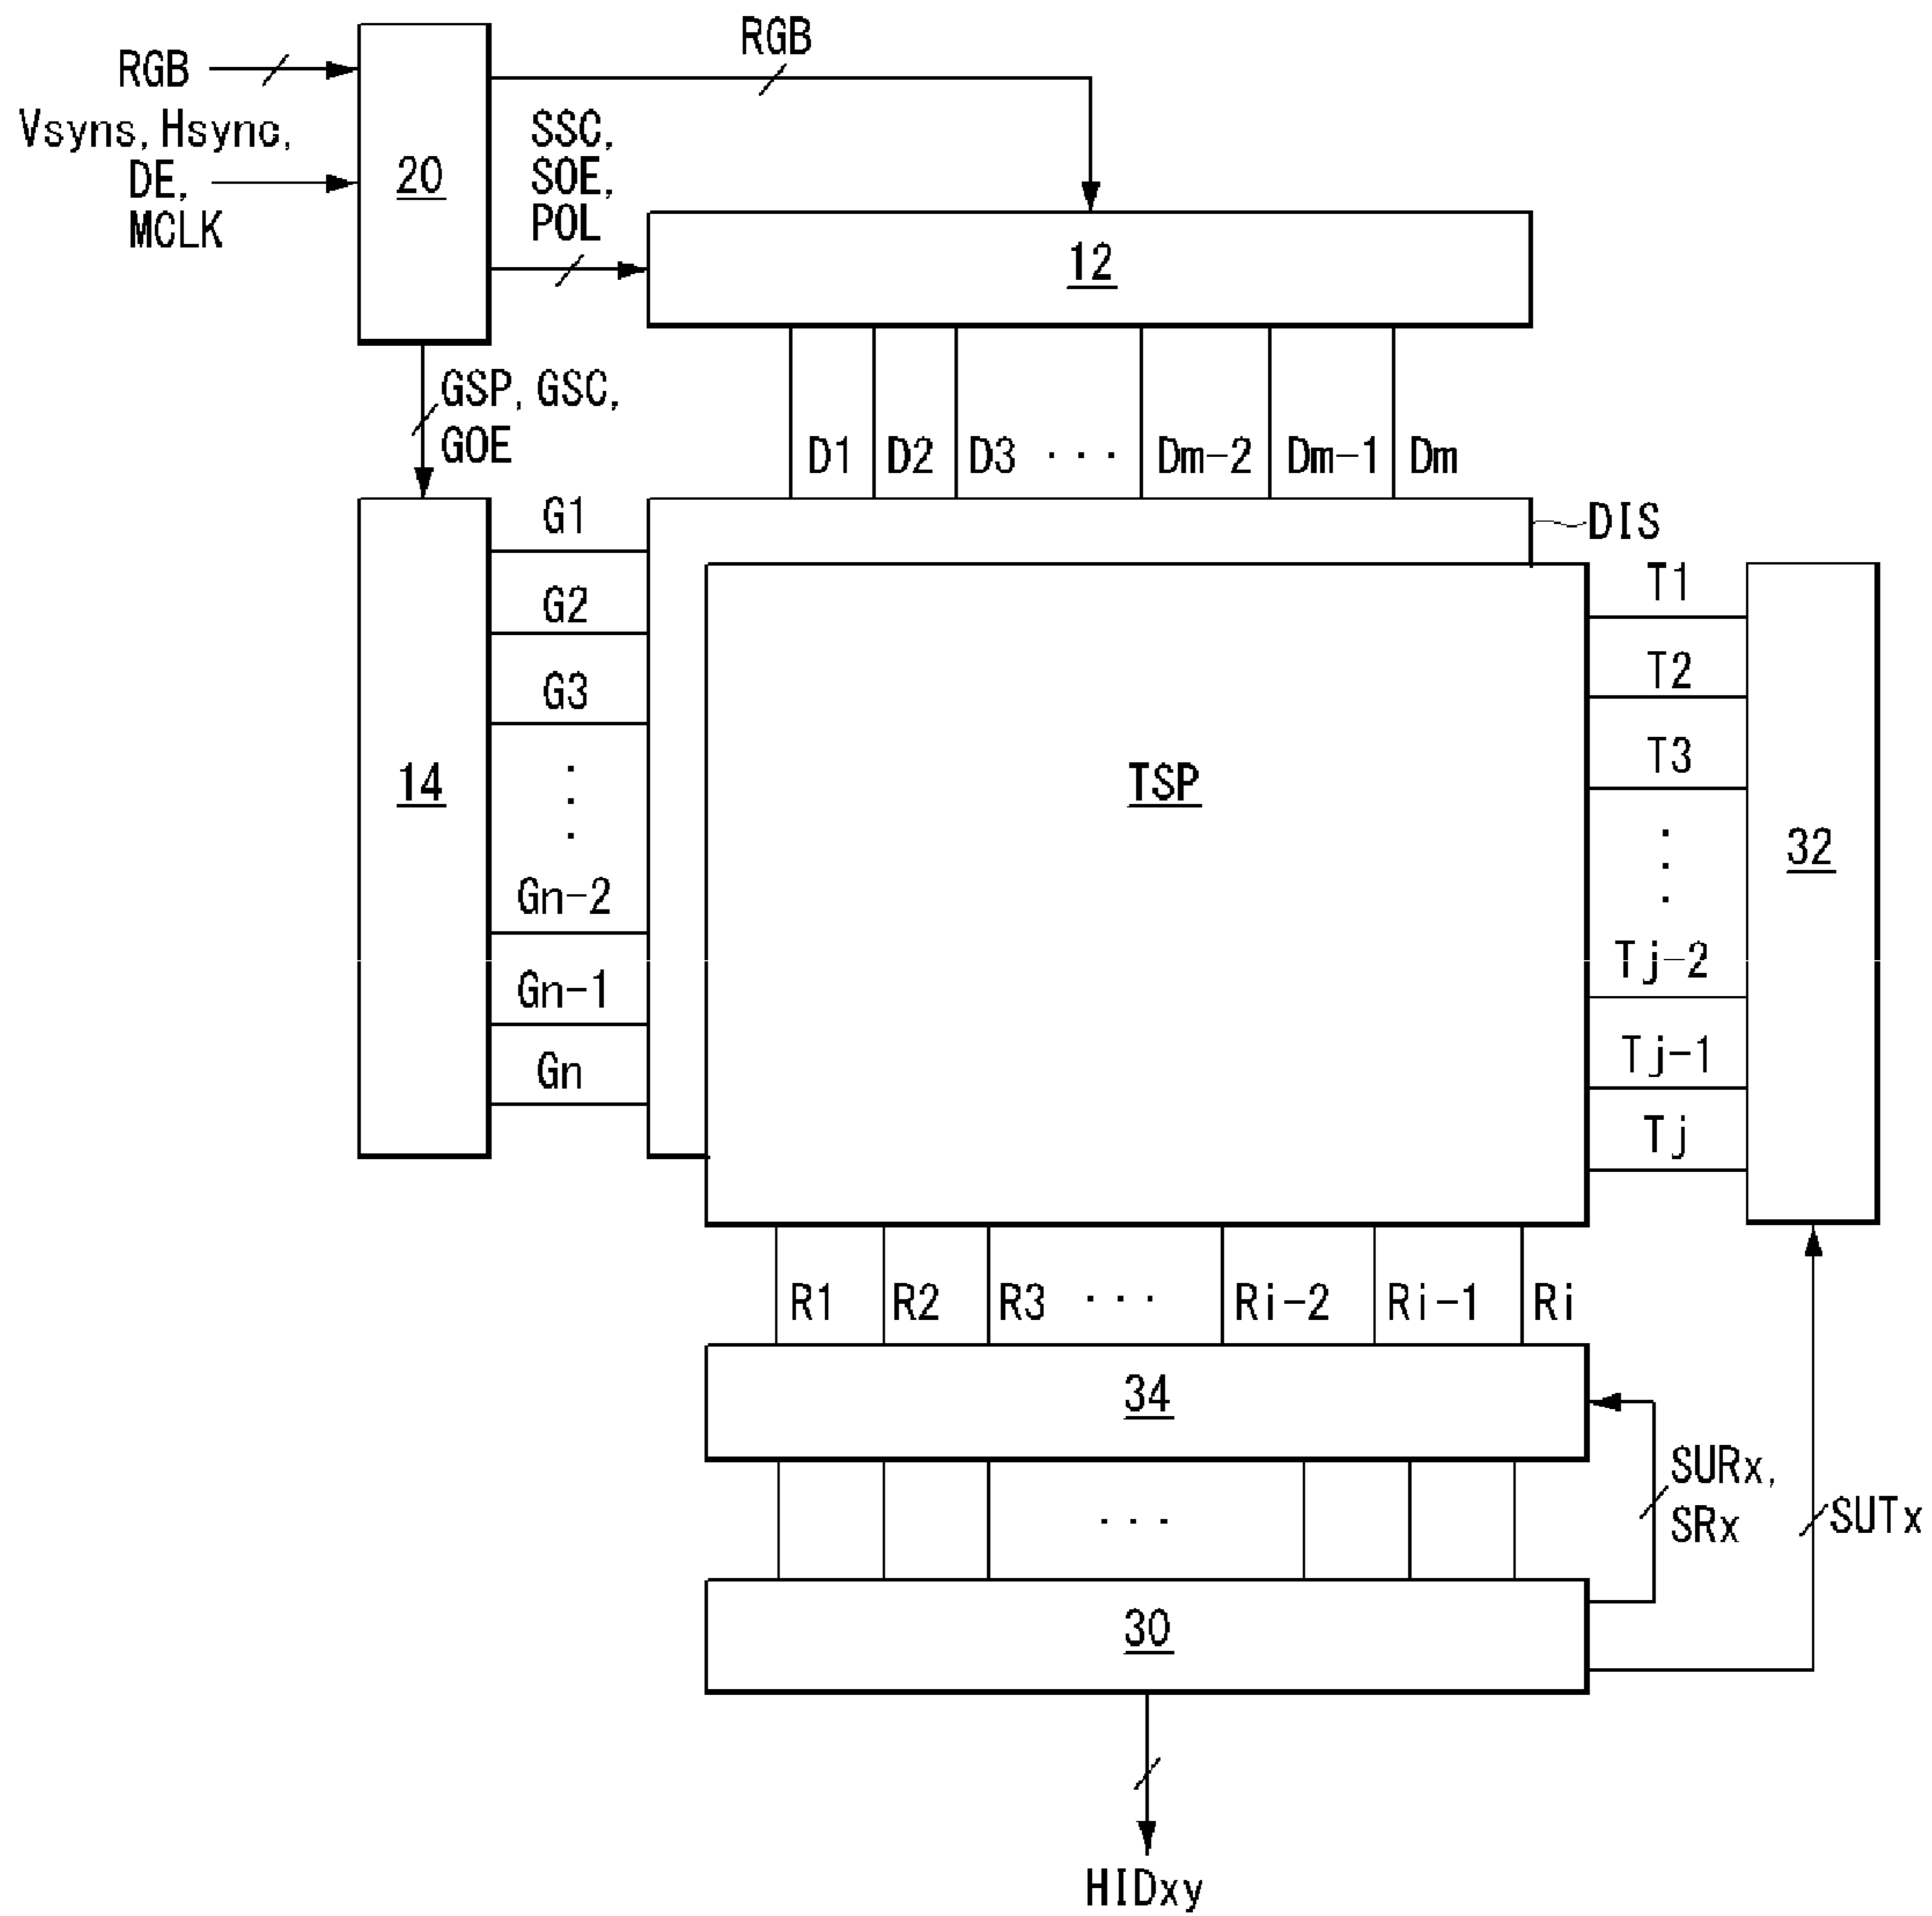 RGB
Vsyns, Hsync,
DE,
MCLK
20
RGB
SSC,
SOE,
POL
12
GSP, GSC,
GOE
D1 D2 D3 ··· Dm-2 Dm-1 Dm
DIS
14
G1
G2
G3
Gn-2
Gn-1
Gn
TSP
T1
T2
T3
Tj-2
Tj-1
Tj
32
R1 R2 R3 ··· Ri-2 Ri-1 Ri
34
SURx,
SRx
SUTx
···
30
HIDxy